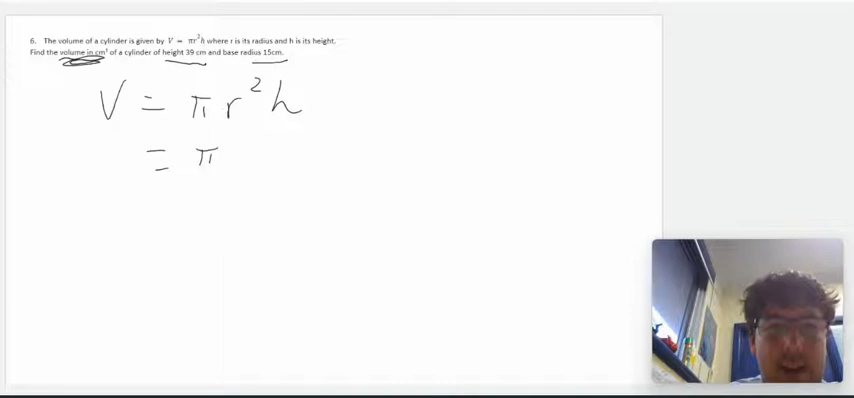 6. The volume of a cylinder is given by V = πr²h where r is its radius and h is its height.
Find the volume in cm³ of a cylinder of height 39 cm and base radius 15cm.
V = πr²h
= π